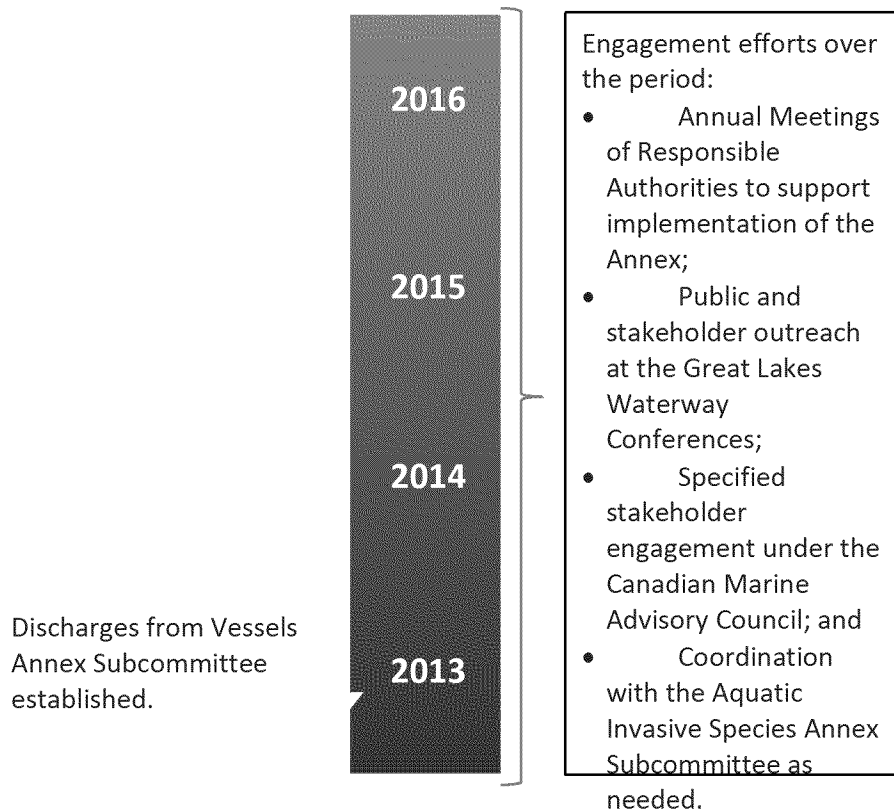 2016
2015
2014
2013
Discharges from Vessels
Annex Subcommittee
established.
Engagement efforts over
the period:
• Annual Meetings
of Responsible
Authorities to support
implementation of the
Annex;
• Public and
stakeholder outreach
at the Great Lakes
Waterway
Conferences;
• Specified
stakeholder
engagement under the
Canadian Marine
Advisory Council; and
• Coordination
with the Aquatic
Invasive Species Annex
Subcommittee as
needed.